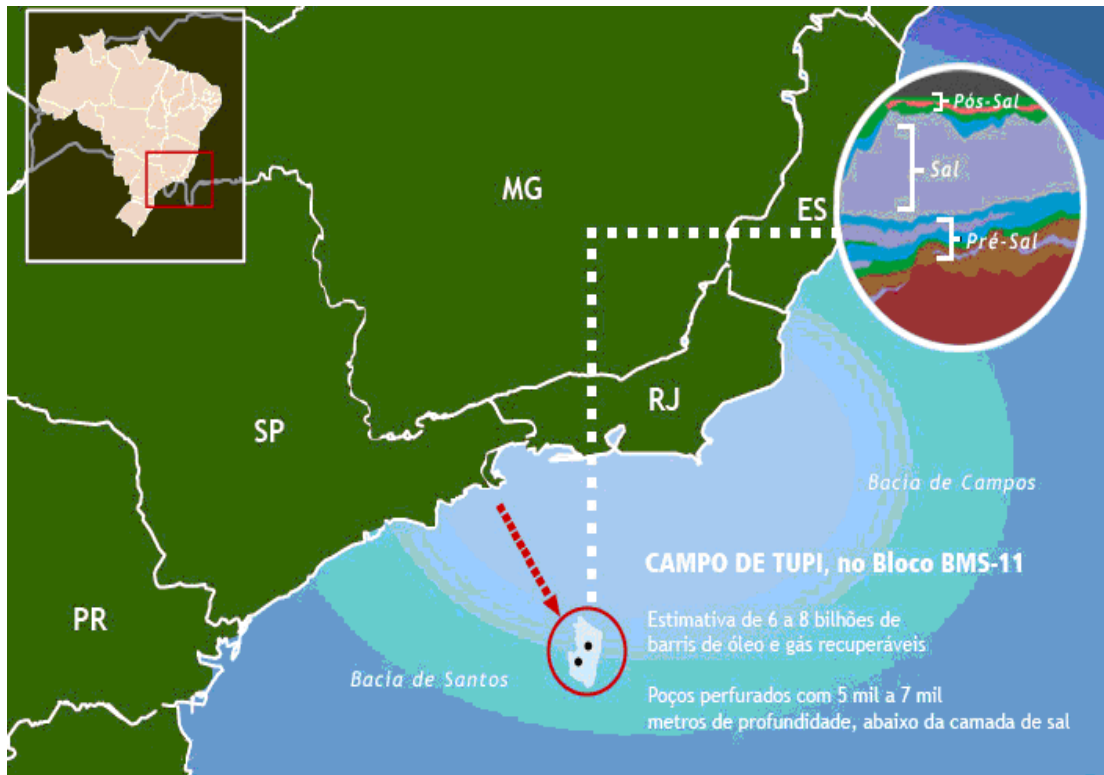 Pós-Sal
Sal
Pré-Sal
MG
ES
RJ
SP
PR
Bacia de Campos
Bacia de Santos
CAMPO DE TUPI, no Bloco BMS-11
Estimativa de 6 a 8 bilhões de
barris de óleo e gás recuperáveis
Poços perfurados com 5 mil a 7 mil
metros de profundidade, abaixo da camada de sal